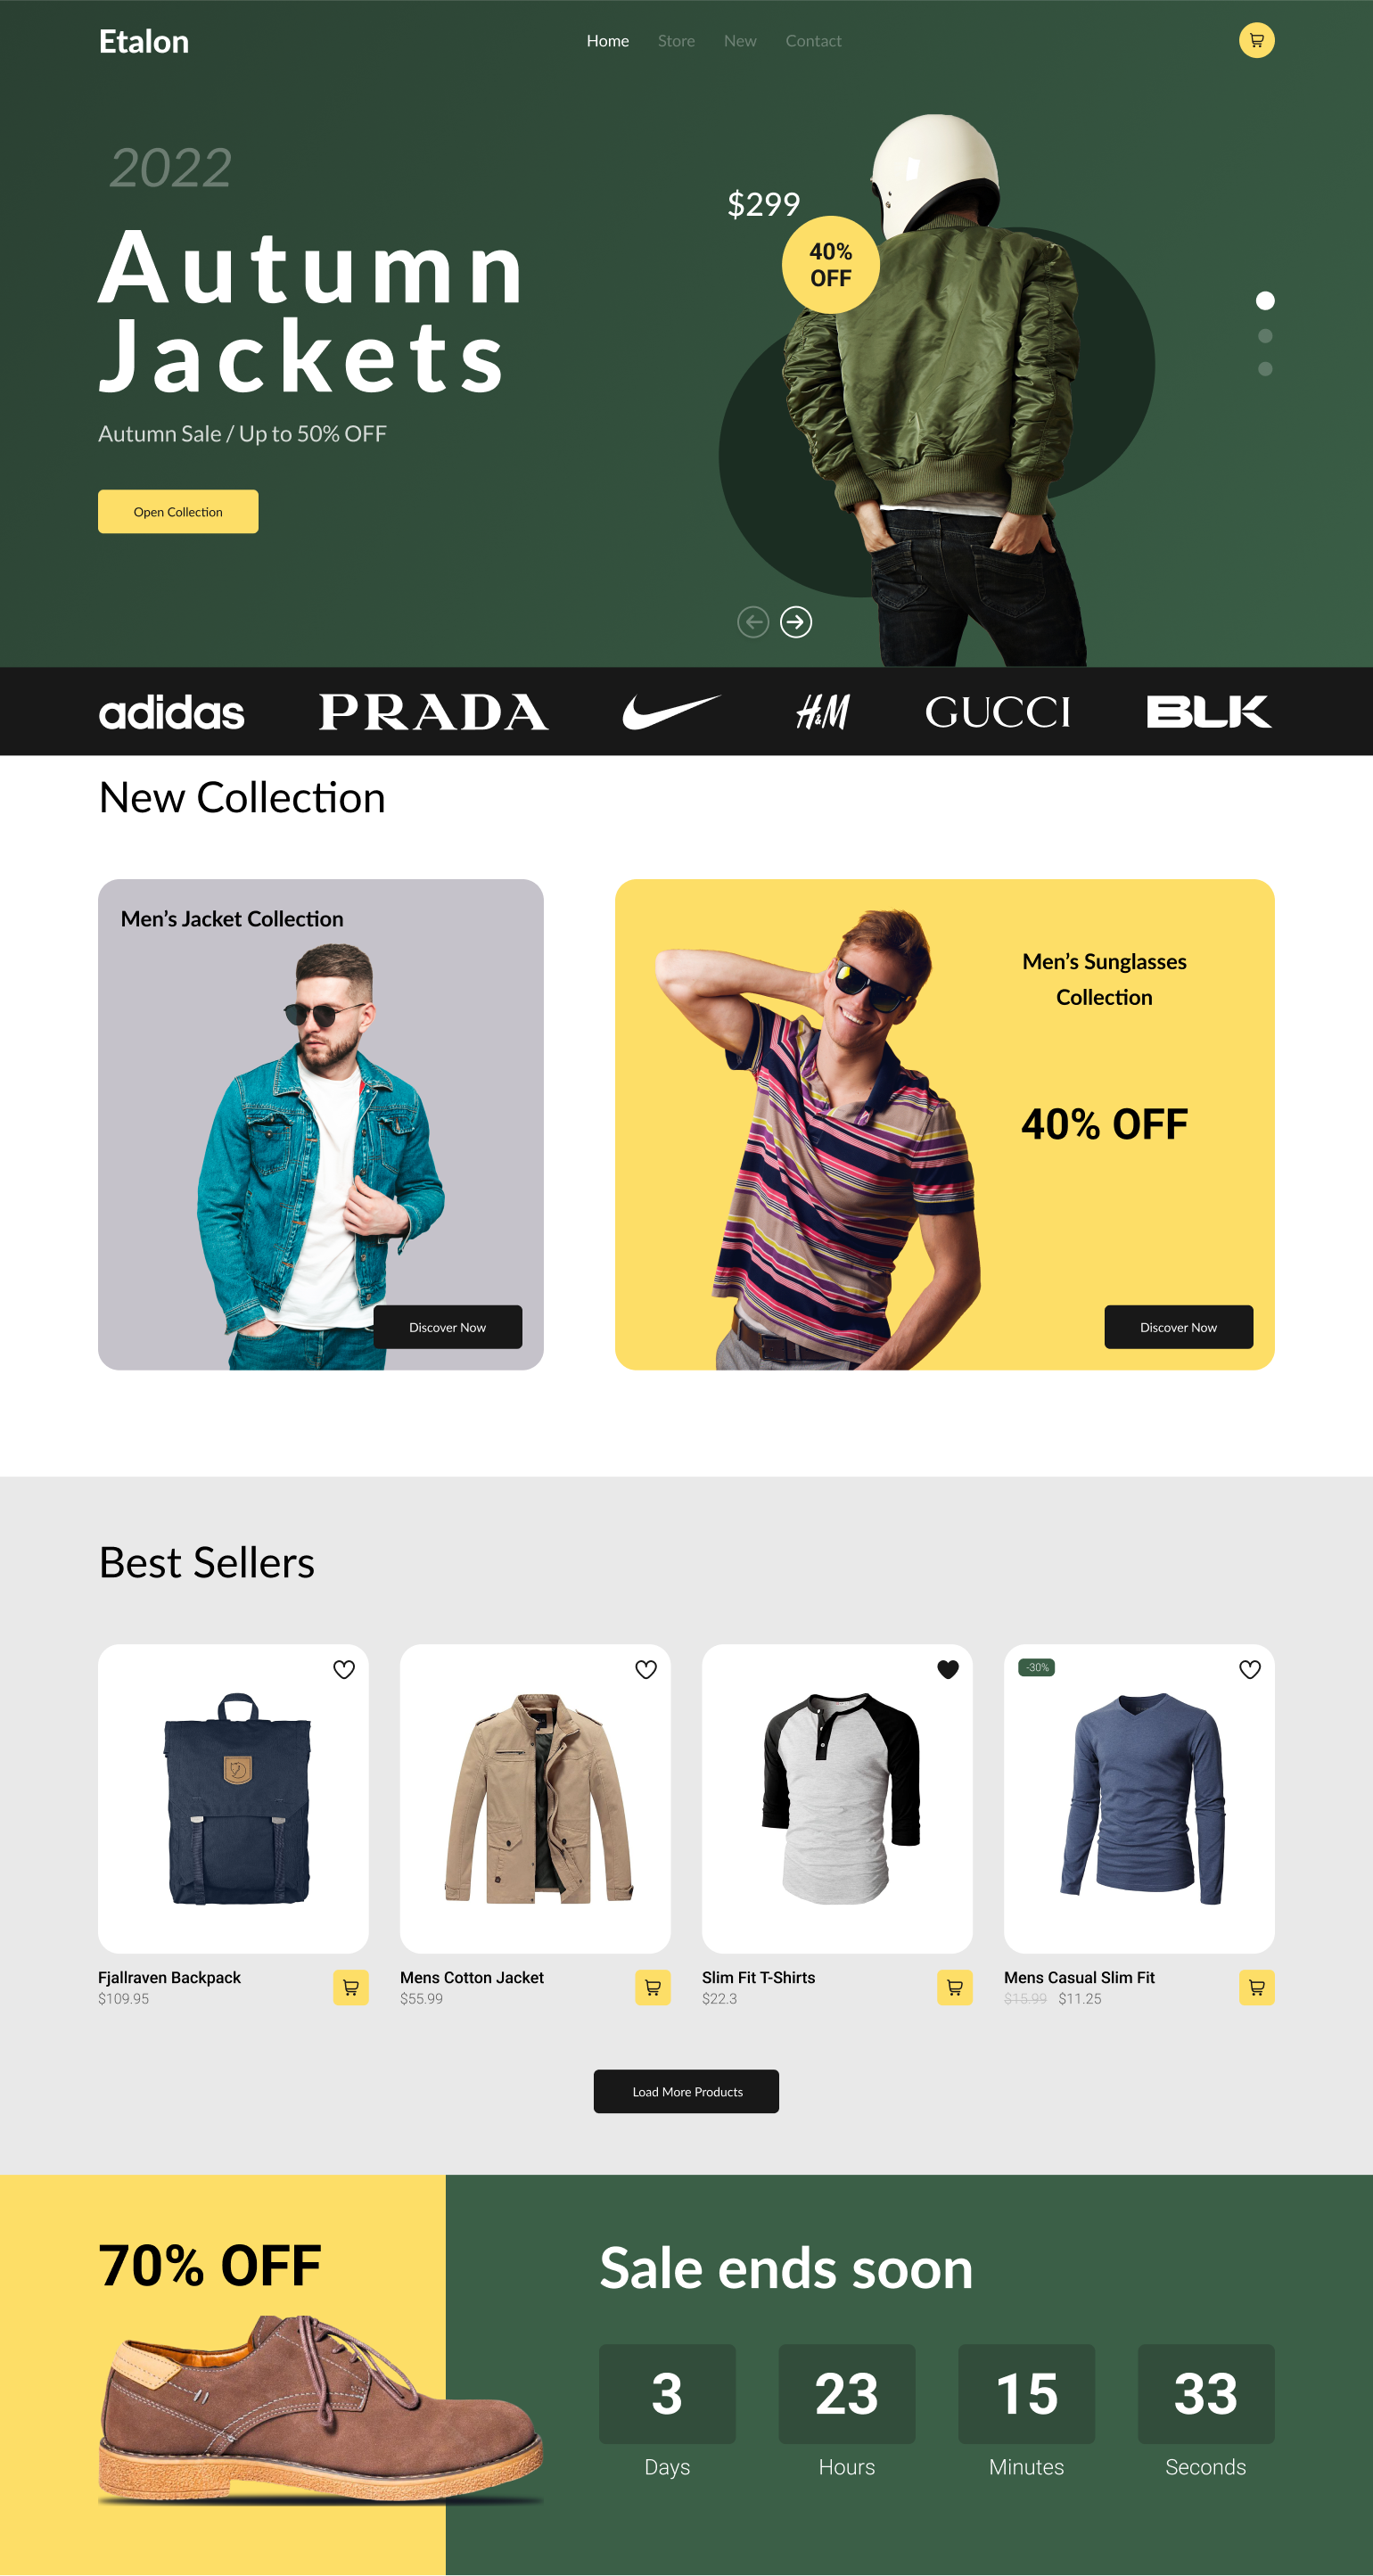 Etalon
Home Store New Contact
2022
Autumn
Jackets
Autumn Sale / Up to 50% OFF
Open Collection
$299
40%
OFF
adidas PRADA H&M GUCCI BLK
New Collection
Men’s Jacket Collection
Discover Now
Men’s Sunglasses
Collection
40% OFF
Discover Now
Best Sellers
Fjallraven Backpack
$109.95
Mens Cotton Jacket
$55.99
Slim Fit T-Shirts
$22.3
-30%
Mens Casual Slim Fit
$15.99 $11.25
Load More Products
70% OFF
Sale ends soon
3 23 15 33
Days Hours Minutes Seconds